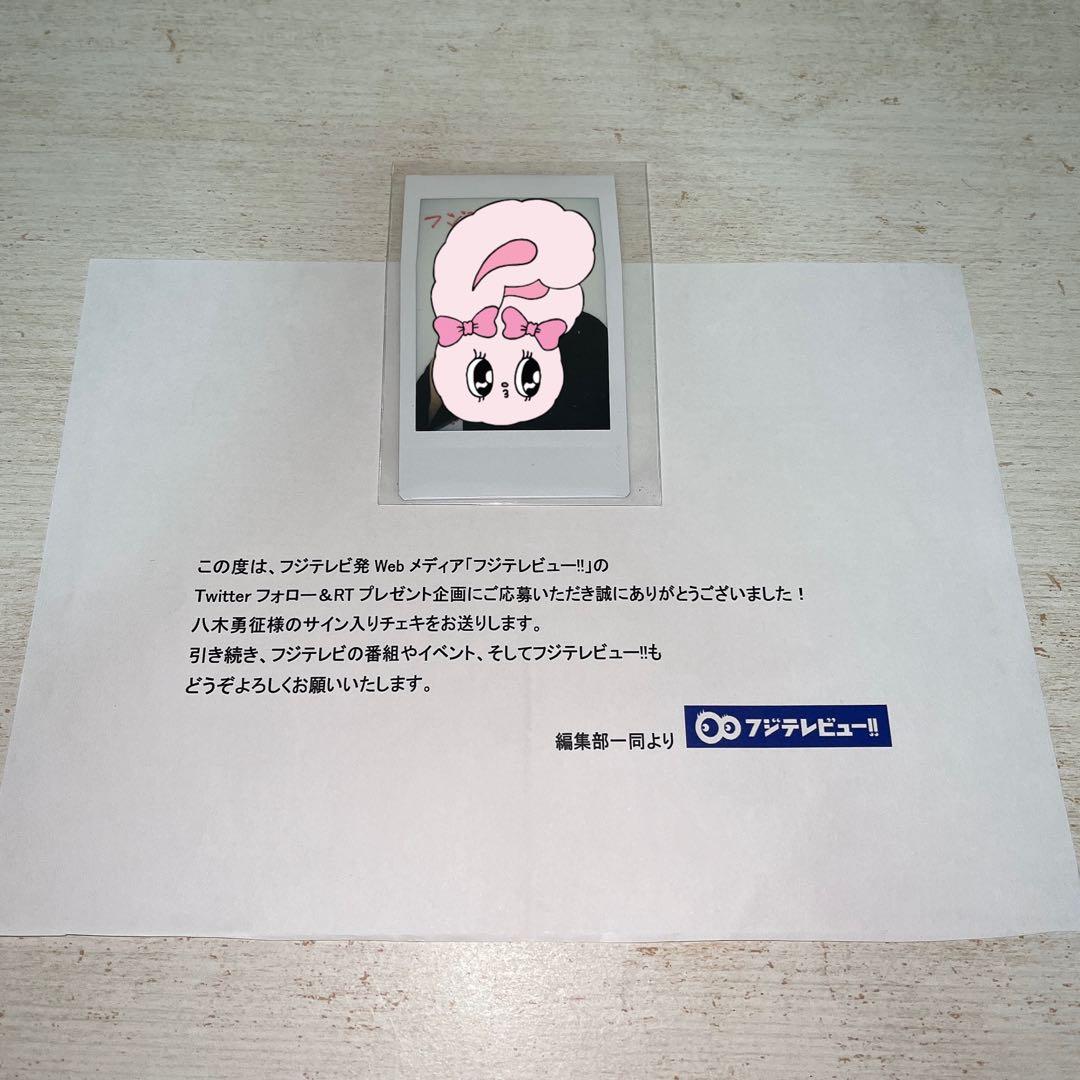 フジ
この度は、フジテレビ発 Web メディア「フジテレビュー!!」の
Twitter フォロー＆RT プレゼント企画にご応募いただき誠にありがとうございました！
八木勇征様のサイン入りチェキをお送りします。
引き続き、フジテレビの番組やイベント、そしてフジテレビュー!!も
どうぞよろしくお願いいたします。
編集部一同より
フジテレビュー!!